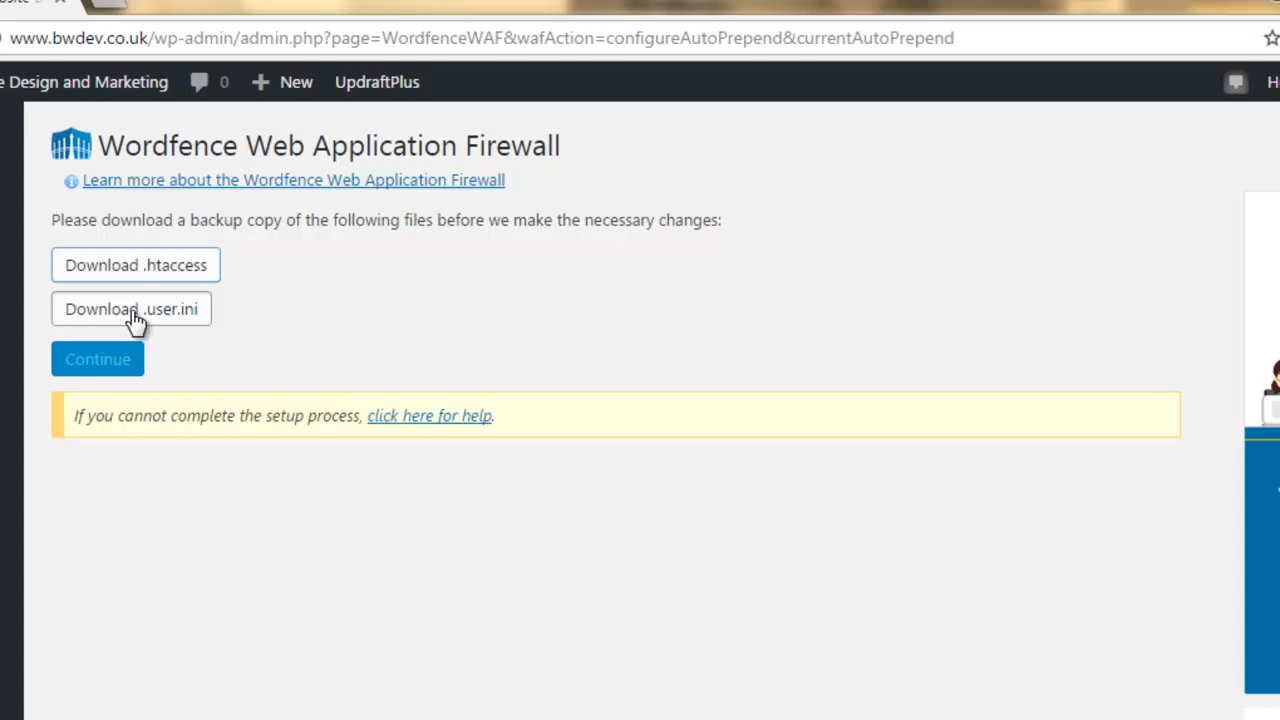 www.bwdev.co.uk/wp-admin/admin.php?page=WordfenceWAF&wafAction=configureAutoPrepend&currentAutoPrepend
e Design and Marketing 0 New UpdraftPlus
Wordfence Web Application Firewall
Learn more about the Wordfence Web Application Firewall
Please download a backup copy of the following files before we make the necessary changes:
Download .htaccess
Download .user.ini
Continue
If you cannot complete the setup process, click here for help.